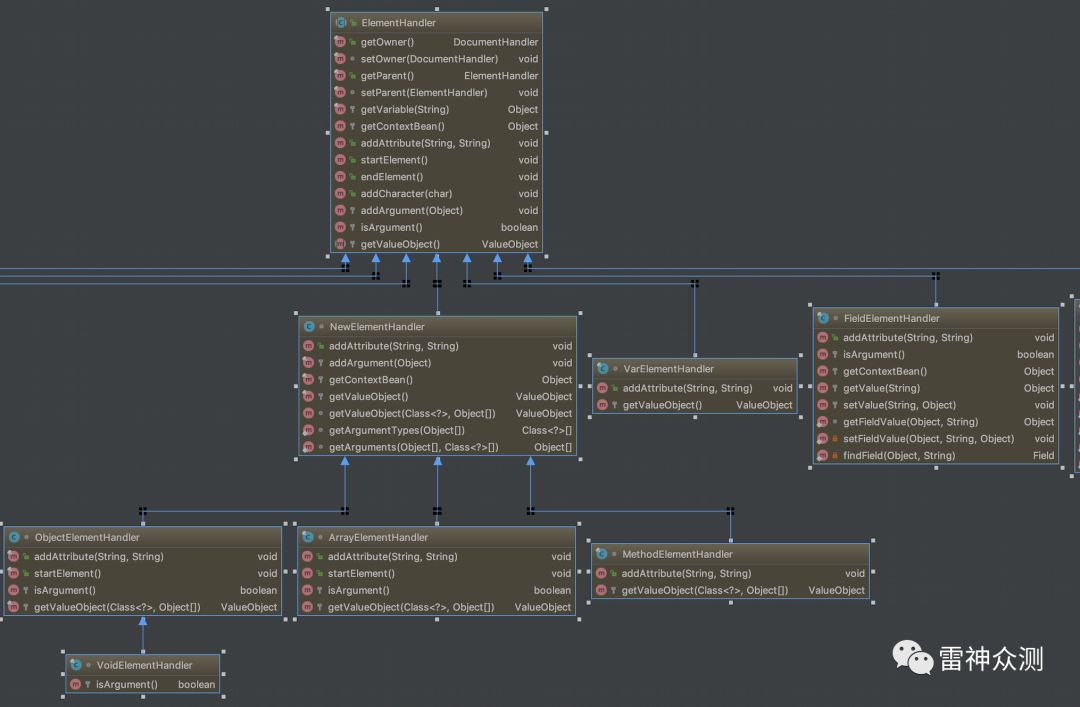 ElementHandler
getOwner() DocumentHandler
setOwner(DocumentHandler) void
getParent() ElementHandler
setParent(ElementHandler) void
getVariable(String) Object
getContextBean() Object
addAttribute(String, String) void
startElement() void
endElement() void
addCharacter(char) void
addArgument(Object) void
isArgument() boolean
getValueObject() ValueObject
NewElementHandler
addAttribute(String, String) void
addArgument(Object) void
getContextBean() Object
getValueObject() ValueObject
getValueObject(Class<?>, Object[]) ValueObject
getArgumentTypes(Object[]) Class<?>[]
getArguments(Object[], Class<?>[]) Object[]
VarElementHandler
addAttribute(String, String) void
getValueObject() ValueObject
FieldElementHandler
addAttribute(String, String) void
isArgument() boolean
getContextBean() Object
getValue(String) Object
setValue(String, Object) void
getFieldValue(Object, String) Object
setFieldValue(Object, String, Object) void
findField(Object, String) Field
ObjectElementHandler
addAttribute(String, String) void
startElement() void
isArgument() boolean
getValueObject(Class<?>, Object[]) ValueObject
ArrayElementHandler
addAttribute(String, String) void
startElement() void
isArgument() boolean
getValueObject(Class<?>, Object[]) ValueObject
MethodElementHandler
addAttribute(String, String) void
getValueObject(Class<?>, Object[]) ValueObject
VoidElementHandler
isArgument() boolean
雷神众测